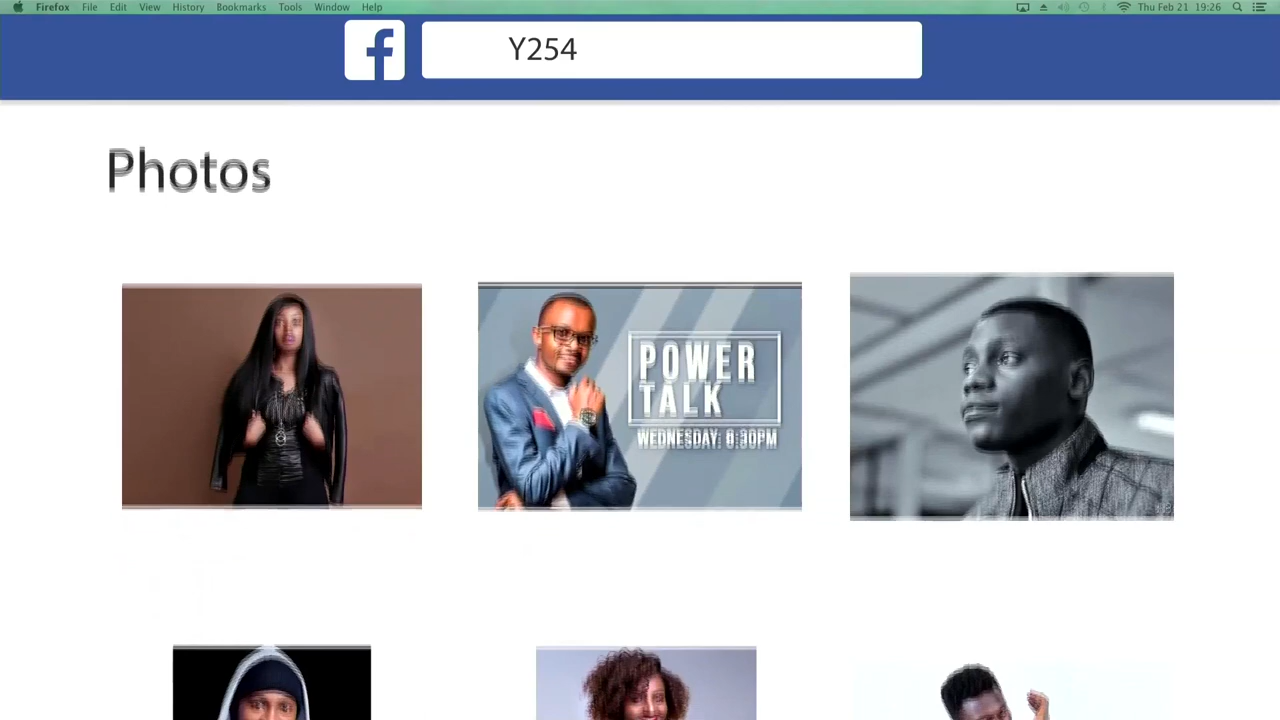 Firefox File Edit View History Bookmarks Tools Window Help Thu Feb 21 19:26
f Y254
Photos
POWER
TALK
WEDNESDAY: 8:30PM